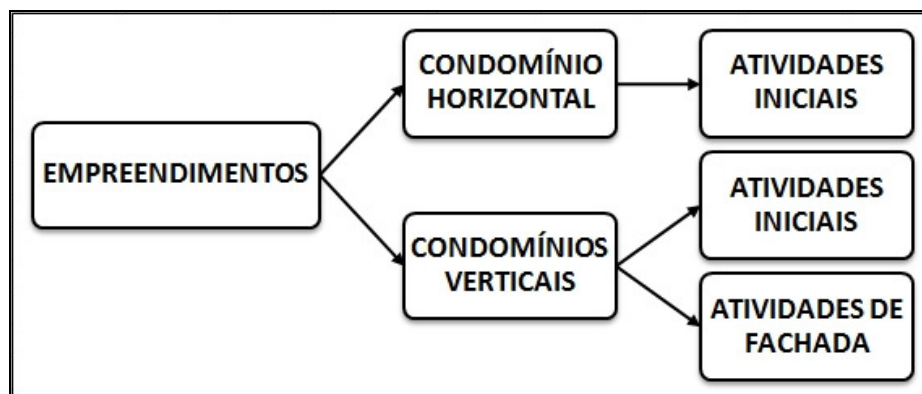 EMPREENDIMENTOS
CONDOMÍNIO
HORIZONTAL
ATIVIDADES
INICIAIS
CONDOMÍNIOS
VERTICAIS
ATIVIDADES
INICIAIS
ATIVIDADES DE
FACHADA